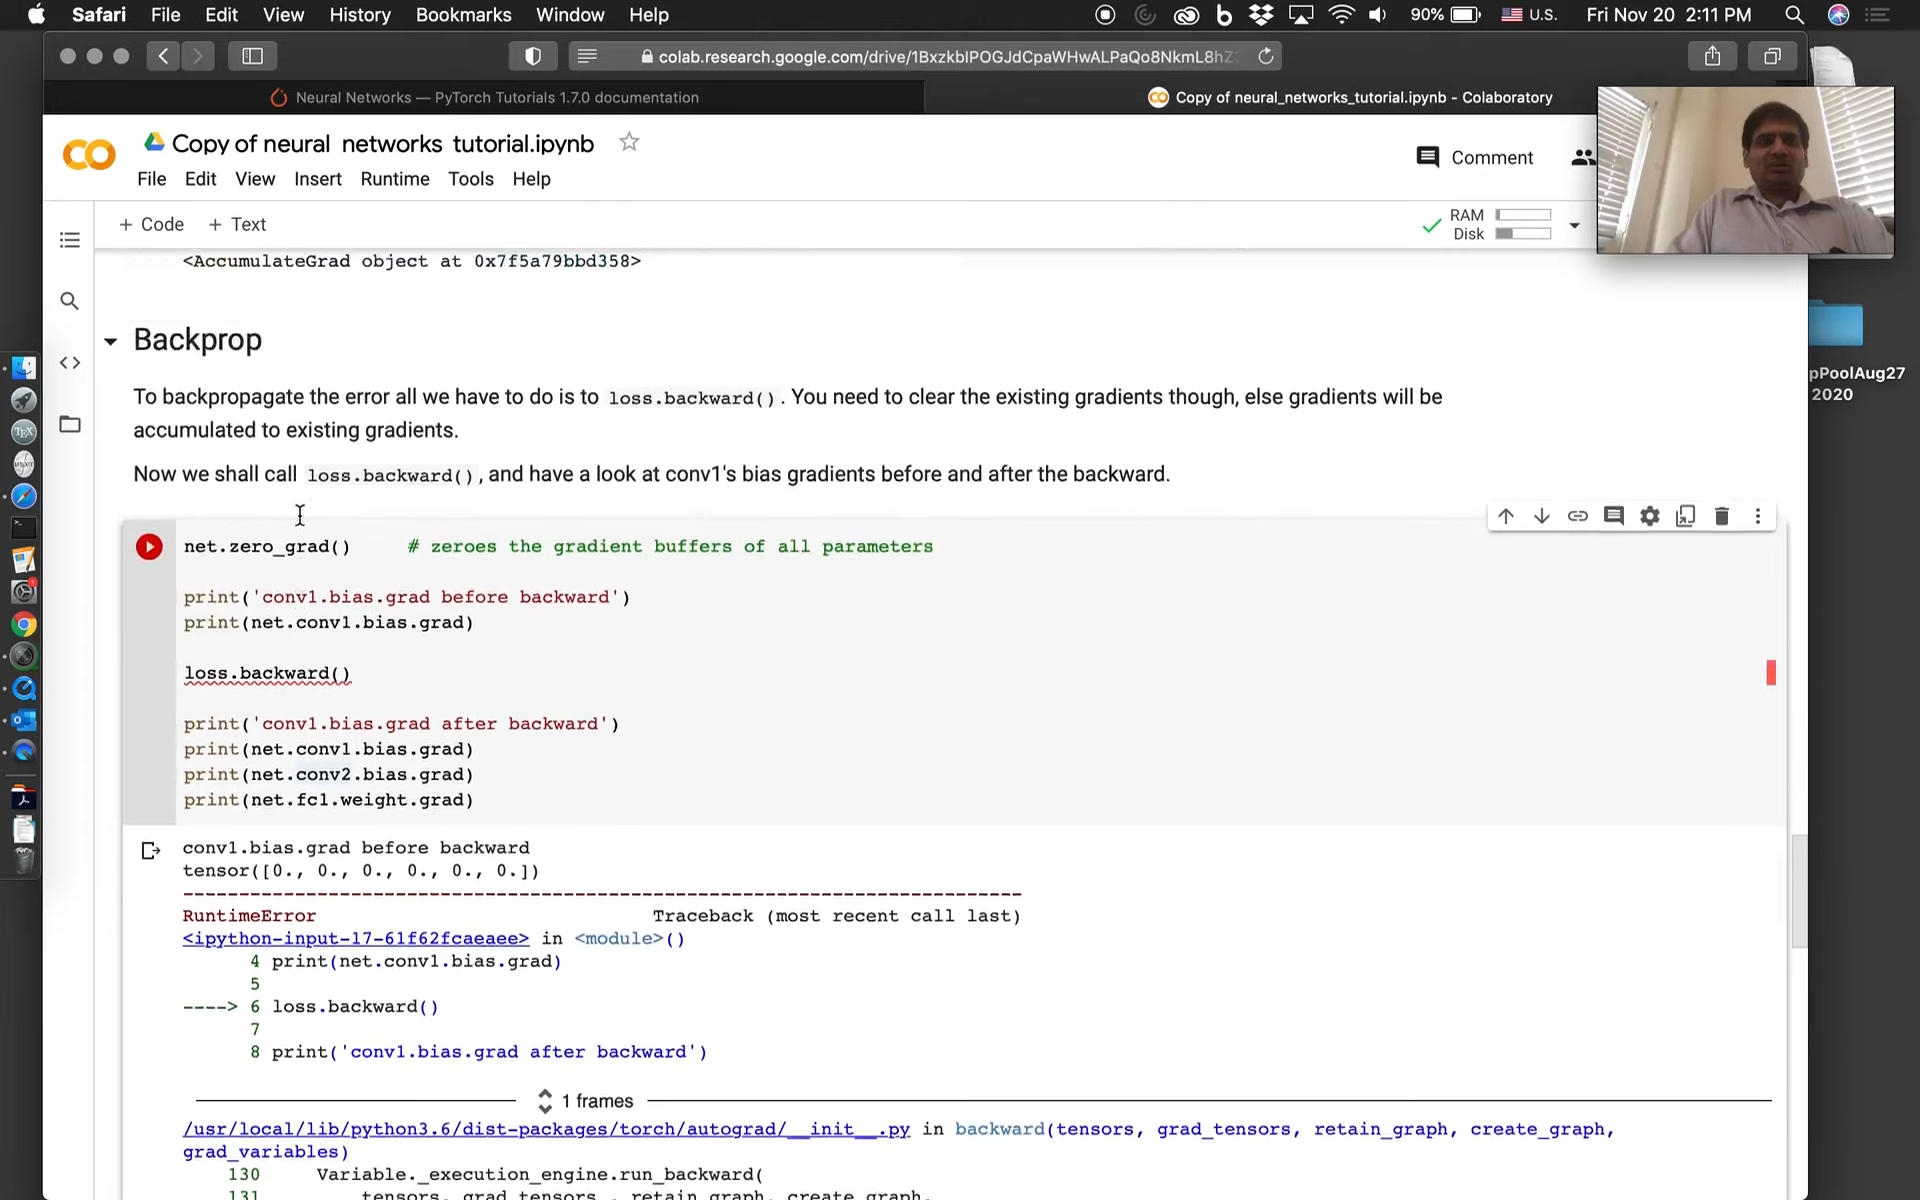 Safari File Edit View History Bookmarks Window Help 90% U.S. Fri Nov 20 2:11 PM
colab.research.google.com/drive/1BxzkblPOGJdCpaWHwALPaQo8NkmL8hZ
Neural Networks — PyTorch Tutorials 1.7.0 documentation
Copy of neural_networks_tutorial.ipynb - Colaboratory
Copy of neural networks tutorial.ipynb
Comment
File Edit View Insert Runtime Tools Help
+ Code + Text
RAM
Disk
<AccumulateGrad object at 0x7f5a79bbd358>
Backprop
To backpropagate the error all we have to do is to loss.backward(). You need to clear the existing gradients though, else gradients will be
accumulated to existing gradients.
Now we shall call loss.backward(), and have a look at conv1's bias gradients before and after the backward.
net.zero_grad() # zeroes the gradient buffers of all parameters
print('conv1.bias.grad before backward')
print(net.conv1.bias.grad)
loss.backward()
print('conv1.bias.grad after backward')
print(net.conv1.bias.grad)
print(net.conv2.bias.grad)
print(net.fc1.weight.grad)
conv1.bias.grad before backward
tensor([0., 0., 0., 0., 0., 0.])
---------------------------------------------------------------------------
RuntimeError Traceback (most recent call last)
<ipython-input-17-61f62fcaeaee> in <module>()
4 print(net.conv1.bias.grad)
5
----> 6 loss.backward()
7
8 print('conv1.bias.grad after backward')
1 frames
/usr/local/lib/python3.6/dist-packages/torch/autograd/__init__.py in backward(tensors, grad_tensors, retain_graph, create_graph,
grad_variables)
130 Variable._execution_engine.run_backward(
131 tensors, grad_tensors_, retain_graph, create_graph,
pPoolAug27
2020